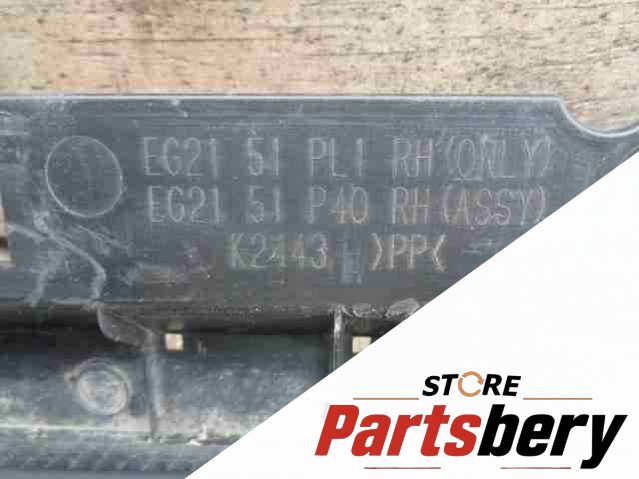 EG21 51 PL1 RH (ONLY)
EG21 51 P40 RH (ASSY)
K2443 >PP<
STORE
Partsbery